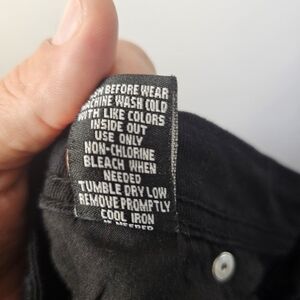 BEFORE WEAR
MACHINE WASH COLD
WITH LIKE COLORS
INSIDE OUT
USE ONLY
NON-CHLORINE
BLEACH WHEN
NEEDED
TUMBLE DRY LOW
REMOVE PROMPTLY
COOL IRON